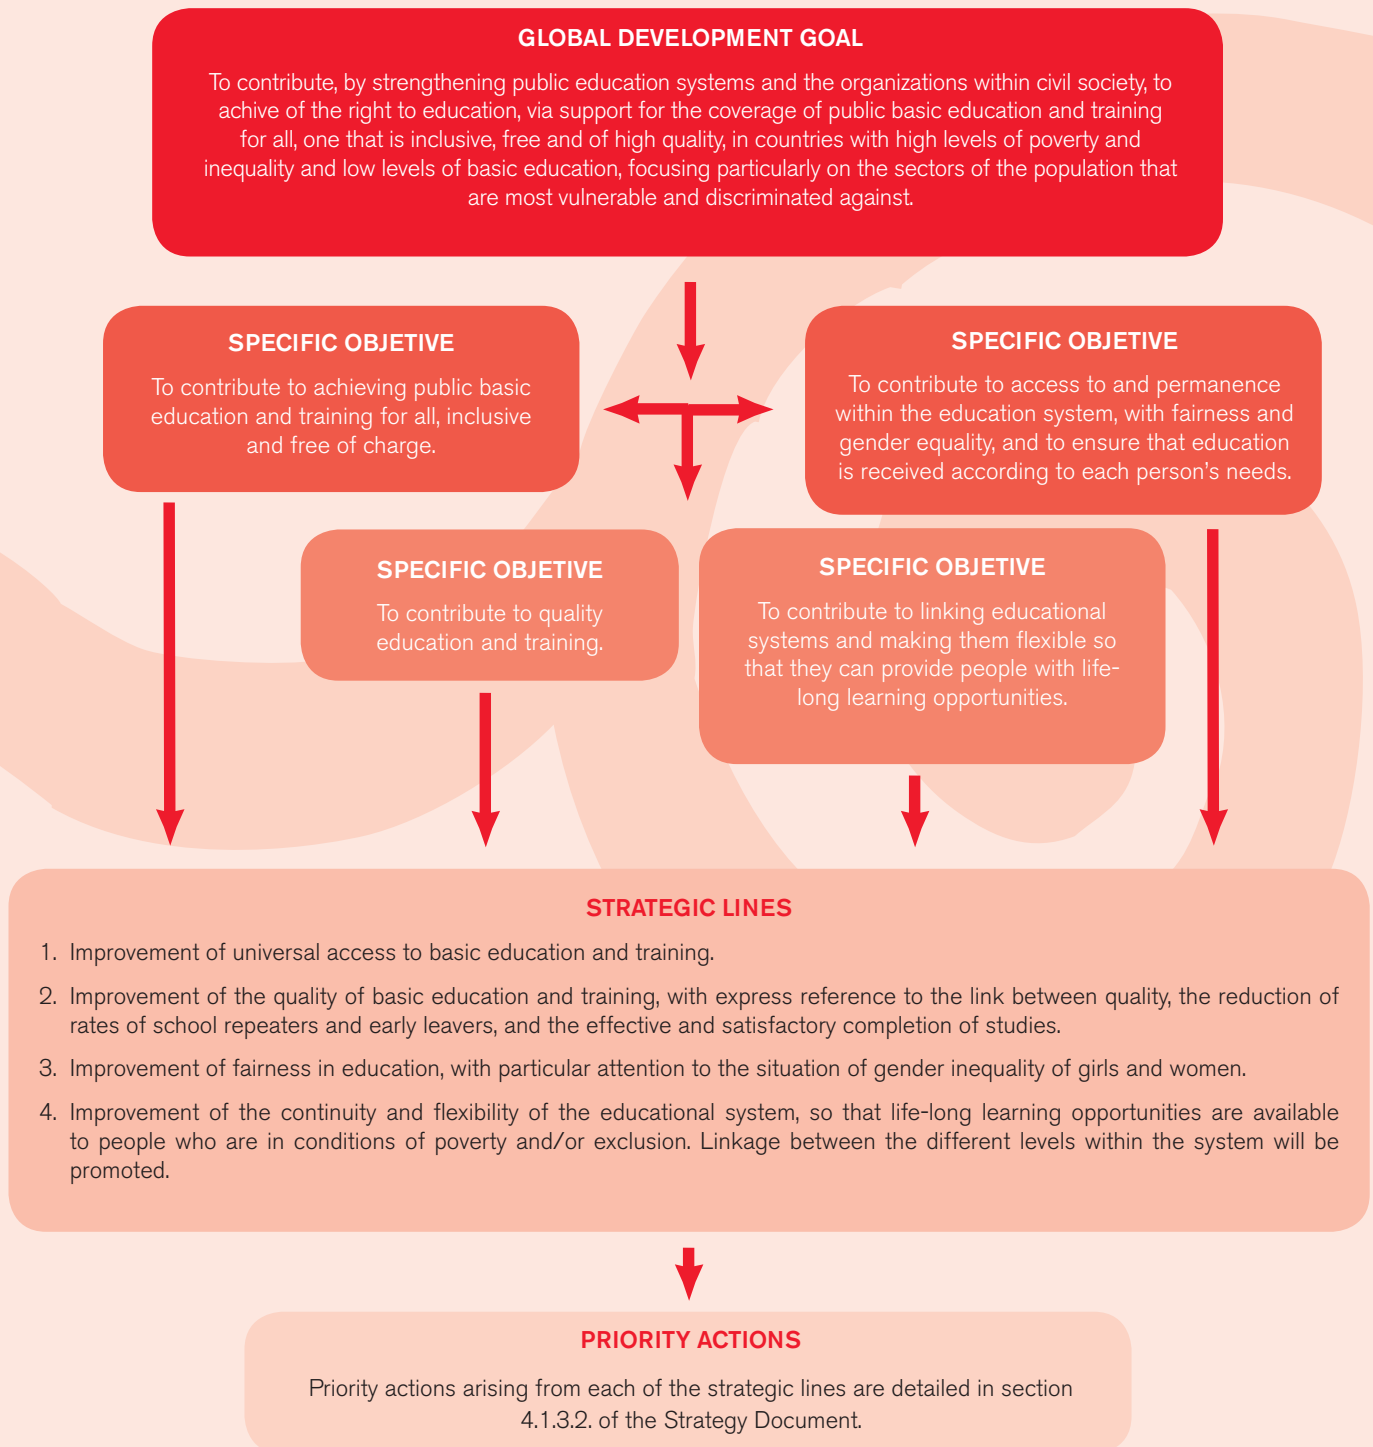 GLOBAL DEVELOPMENT GOAL
To contribute, by strengthening public education systems and the organizations within civil society, to
achive of the right to education, via support for the coverage of public basic education and training
for all, one that is inclusive, free and of high quality, in countries with high levels of poverty and
inequality and low levels of basic education, focusing particularly on the sectors of the population that
are most vulnerable and discriminated against.
SPECIFIC OBJETIVE
To contribute to achieving public basic
education and training for all, inclusive
and free of charge.
SPECIFIC OBJETIVE
To contribute to access to and permanence
within the education system, with fairness and
gender equality, and to ensure that education
is received according to each person's needs.
SPECIFIC OBJETIVE
To contribute to quality
education and training.
SPECIFIC OBJETIVE
To contribute to linking educational
systems and making them flexible so
that they can provide people with life-
long learning opportunities.
STRATEGIC LINES
1. Improvement of universal access to basic education and training.
2. Improvement of the quality of basic education and training, with express reference to the link between quality, the reduction of
rates of school repeaters and early leavers, and the effective and satisfactory completion of studies.
3. Improvement of fairness in education, with particular attention to the situation of gender inequality of girls and women.
4. Improvement of the continuity and flexibility of the educational system, so that life-long learning opportunities are available
to people who are in conditions of poverty and/or exclusion. Linkage between the different levels within the system will be
promoted.
PRIORITY ACTIONS
Priority actions arising from each of the strategic lines are detailed in section
4.1.3.2. of the Strategy Document.